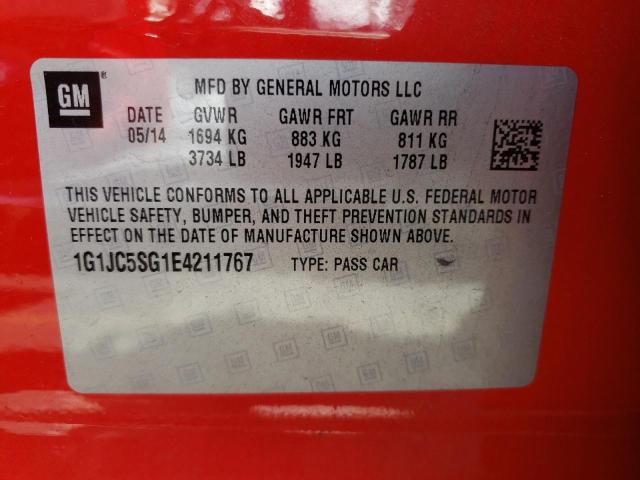 GM ®
MFD BY GENERAL MOTORS LLC
DATE GVWR GAWR FRT GAWR RR
05/14 1694 KG 883 KG 811 KG
3734 LB 1947 LB 1787 LB
THIS VEHICLE CONFORMS TO ALL APPLICABLE U.S. FEDERAL MOTOR
VEHICLE SAFETY, BUMPER, AND THEFT PREVENTION STANDARDS IN
EFFECT ON THE DATE OF MANUFACTURE SHOWN ABOVE.
1G1JC5SG1E4211767 TYPE: PASS CAR